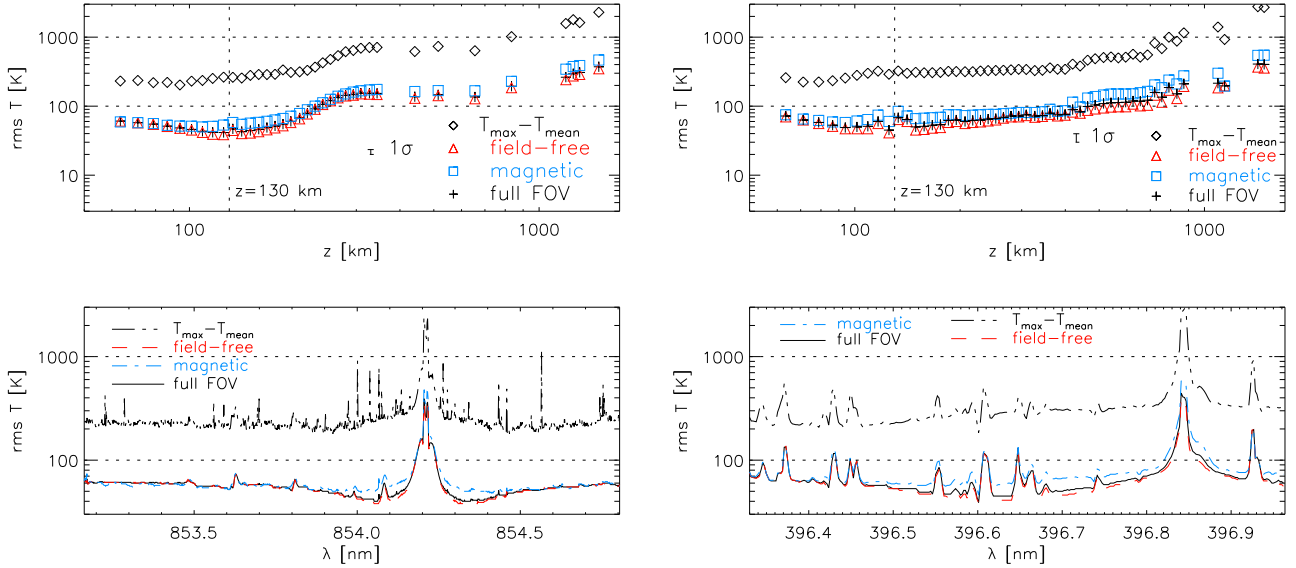 1000
100
10
rms T [K]
T_max−T_mean
τ 1σ
field−free
magnetic
full FOV
z=130 km
100
1000
z [km]
1000
100
10
rms T [K]
T_max−T_mean
τ 1σ
field−free
magnetic
full FOV
z=130 km
100
1000
z [km]
1000
100
rms T [K]
T_max−T_mean
field−free
magnetic
full FOV
853.5
854.0
854.5
λ [nm]
1000
100
rms T [K]
magnetic
full FOV
T_max−T_mean
field−free
396.4
396.5
396.6
396.7
396.8
396.9
λ [nm]